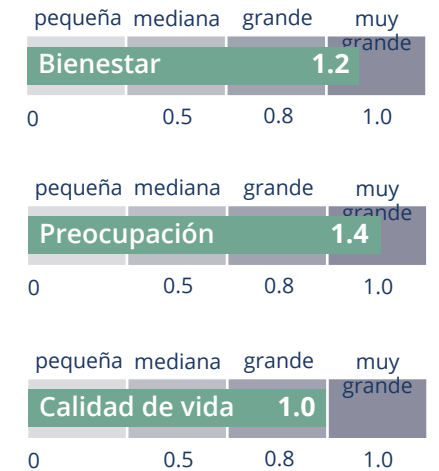 pequeña mediana grande muy grande
Bienestar 1.2
0 0.5 0.8 1.0
pequeña mediana grande muy grande
Preocupación 1.4
0 0.5 0.8 1.0
pequeña mediana grande muy grande
Calidad de vida 1.0
0 0.5 0.8 1.0